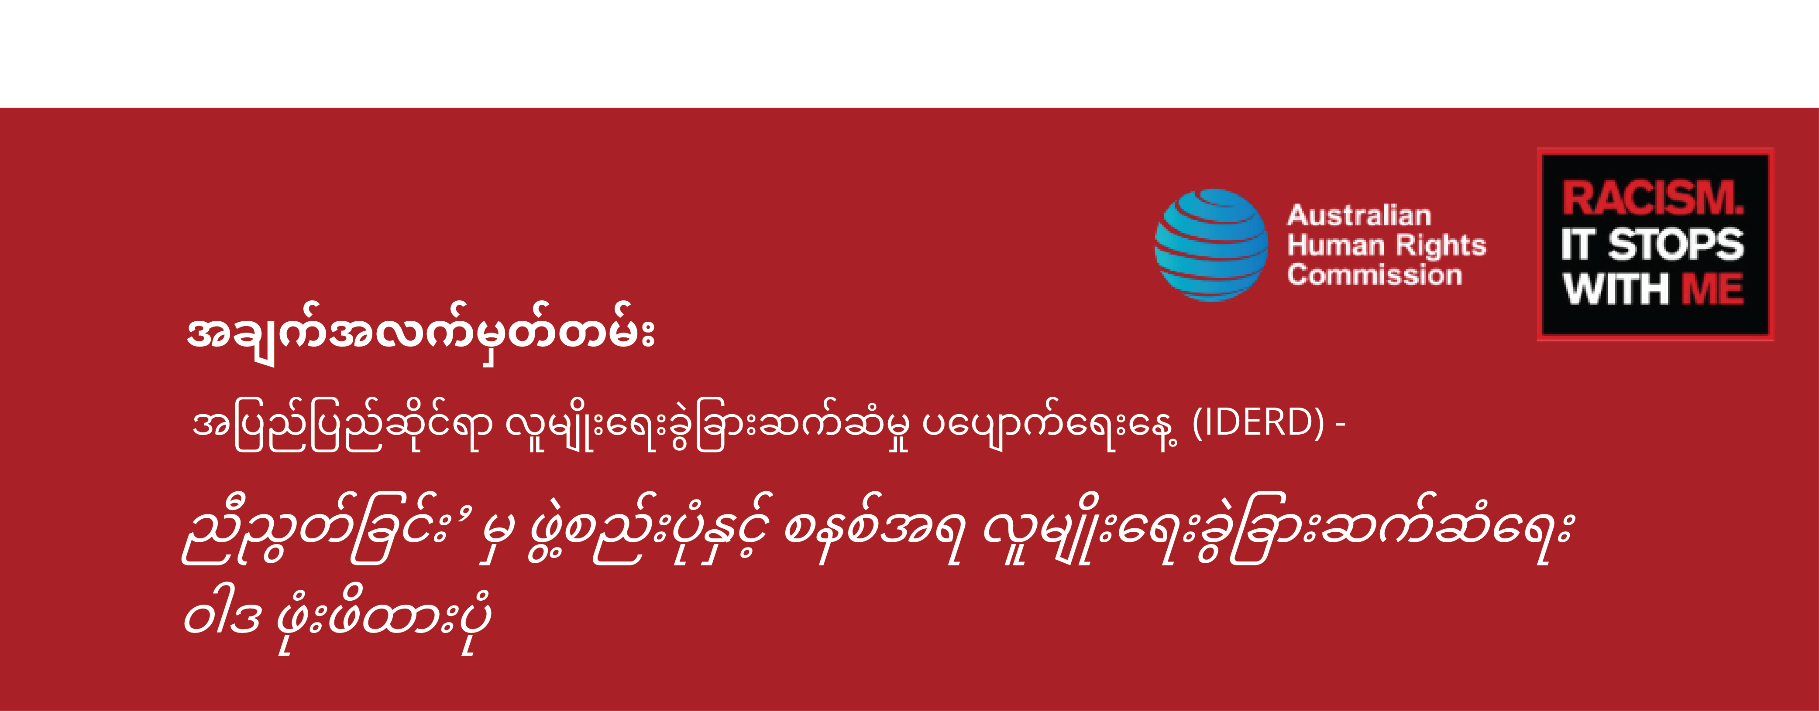 Australian
Human Rights
Commission
RACISM.
IT STOPS
WITH ME
အချက်အလက်မှတ်တမ်း
အပြည်ပြည်ဆိုင်ရာ လူမျိုးရေးခွဲခြားဆက်ဆံမှု ပပျောက်ရေးနေ့ (IDERD) -
ညီညွတ်ခြင်း’ မှ ဖွဲ့စည်းပုံနှင့် စနစ်အရ လူမျိုးရေးခွဲခြားဆက်ဆံရေး
ဝါဒ ဖုံးဖိထားပုံ